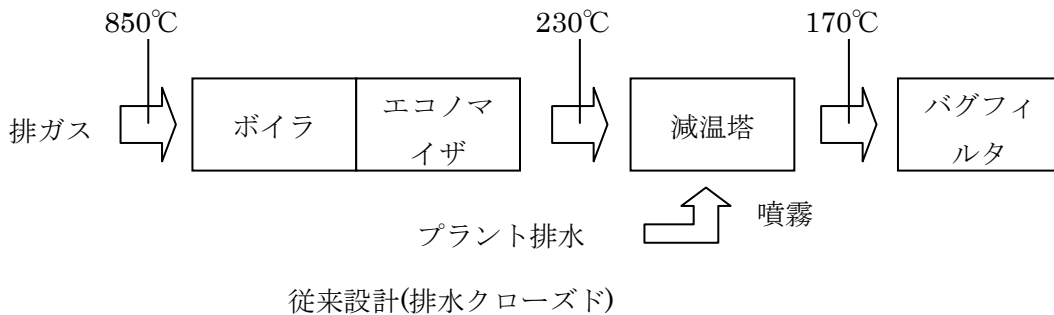 850℃
230℃
170℃
排ガス
ボイラ
エコノマ
イザ
減温塔
バグフィ
ルタ
プラント排水
噴霧
従来設計(排水クローズド)